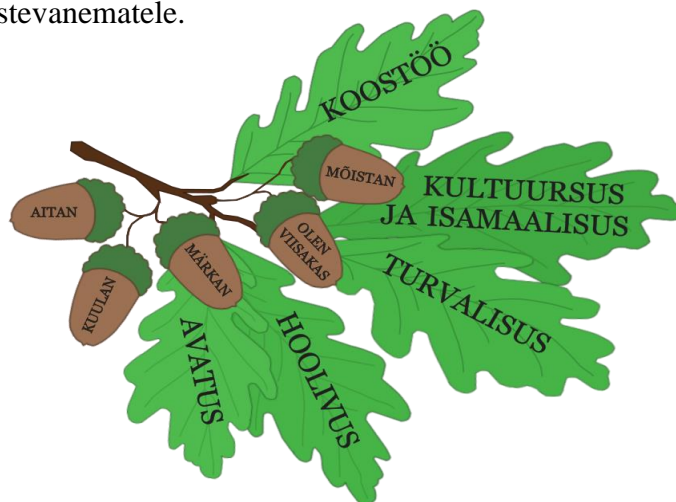 stevanematele.
KOOSTÖÖ
MÕISTAN
KULTUURSUS
JA ISAMAALISUS
AITAN
OLEN
VIISAKAS
MÄRKAN
KUULAN
TURVALISUS
AVATUS
HOOLIVUS